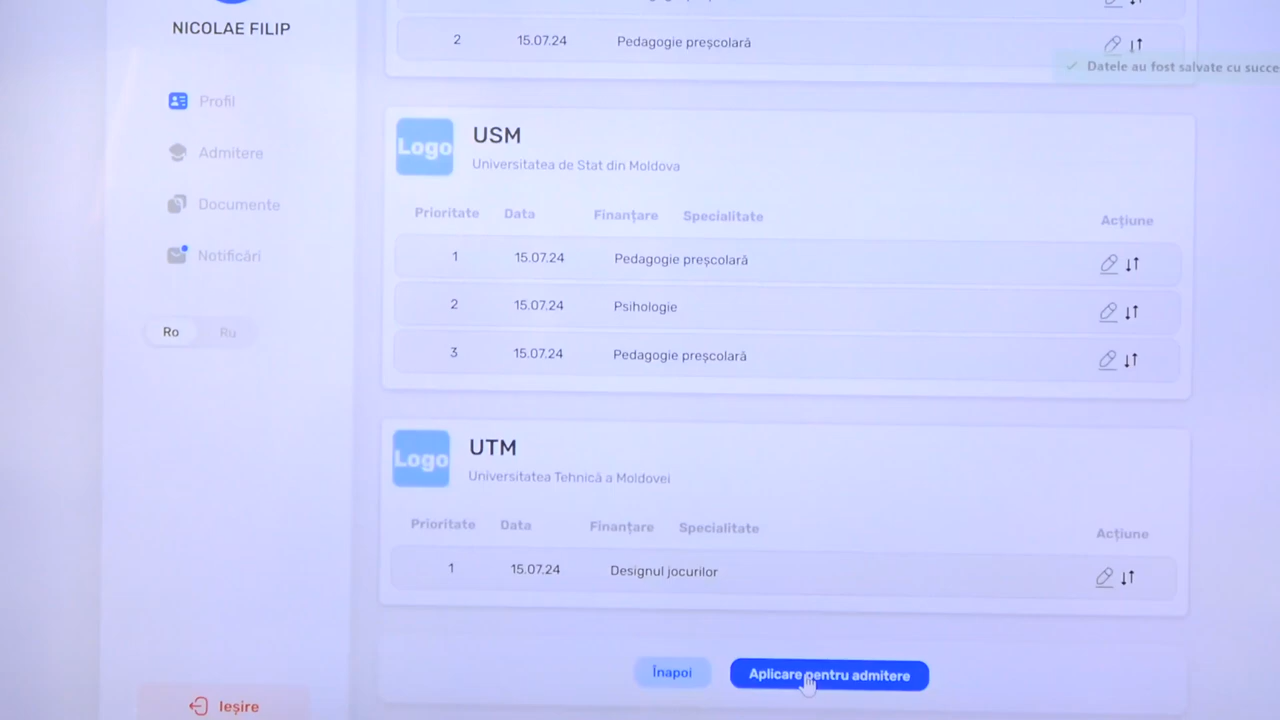 NICOLAE FILIP
Profil
Admitere
Documente
Notificări
Ro Ru
Ieșire
2 15.07.24 Pedagogie preșcolară
Datele au fost salvate cu succe
Logo
USM
Universitatea de Stat din Moldova
Prioritate Data Finanțare Specialitate Acțiune
1 15.07.24 Pedagogie preșcolară
2 15.07.24 Psihologie
3 15.07.24 Pedagogie preșcolară
Logo
UTM
Universitatea Tehnică a Moldovei
Prioritate Data Finanțare Specialitate Acțiune
1 15.07.24 Designul jocurilor
Înapoi Aplicare pentru admitere